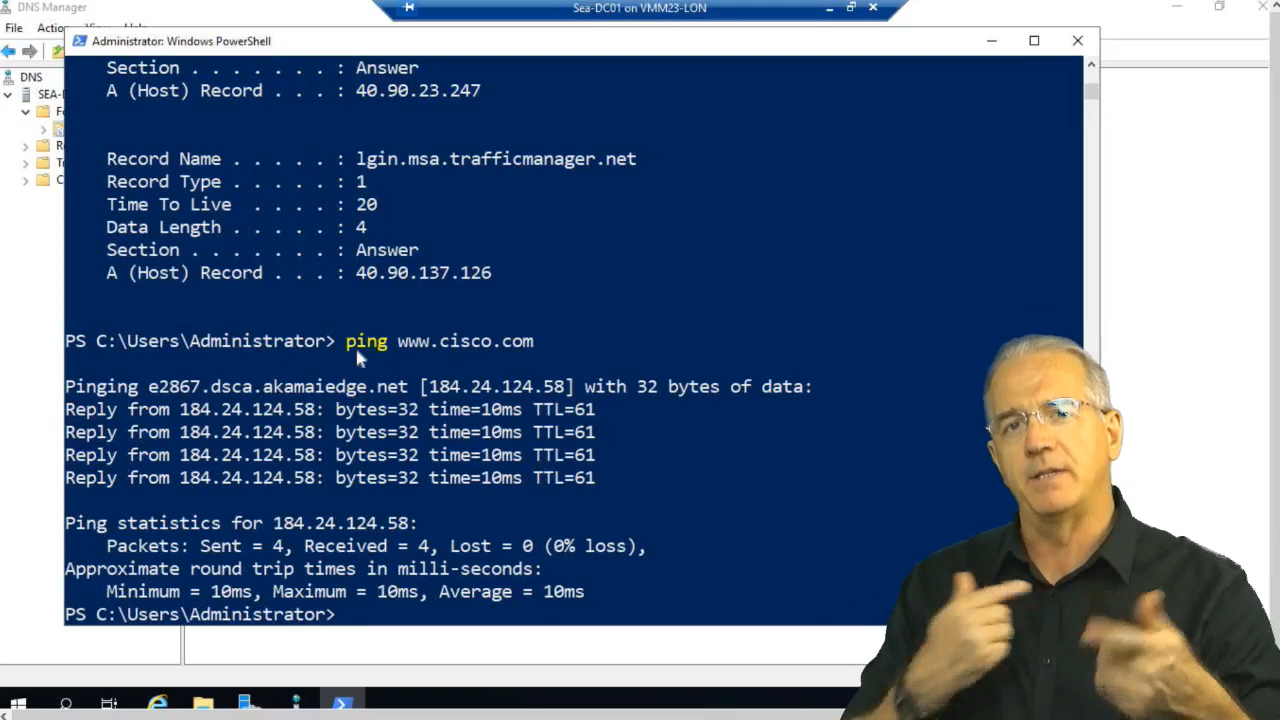 DNS Manager
Sea-DC01 on VMM23-LON
File
Administrator: Windows PowerShell
DNS
Section . . . . . . . : Answer
A (Host) Record . . . : 40.90.23.247
Record Name . . . . . : lgin.msa.trafficmanager.net
Record Type . . . . . : 1
Time To Live . . . . : 20
Data Length . . . . . : 4
Section . . . . . . . : Answer
A (Host) Record . . . : 40.90.137.126
PS C:\Users\Administrator> ping www.cisco.com
Pinging e2867.dsca.akamaiedge.net [184.24.124.58] with 32 bytes of data:
Reply from 184.24.124.58: bytes=32 time=10ms TTL=61
Reply from 184.24.124.58: bytes=32 time=10ms TTL=61
Reply from 184.24.124.58: bytes=32 time=10ms TTL=61
Reply from 184.24.124.58: bytes=32 time=10ms TTL=61
Ping statistics for 184.24.124.58:
Packets: Sent = 4, Received = 4, Lost = 0 (0% loss),
Approximate round trip times in milli-seconds:
Minimum = 10ms, Maximum = 10ms, Average = 10ms
PS C:\Users\Administrator>